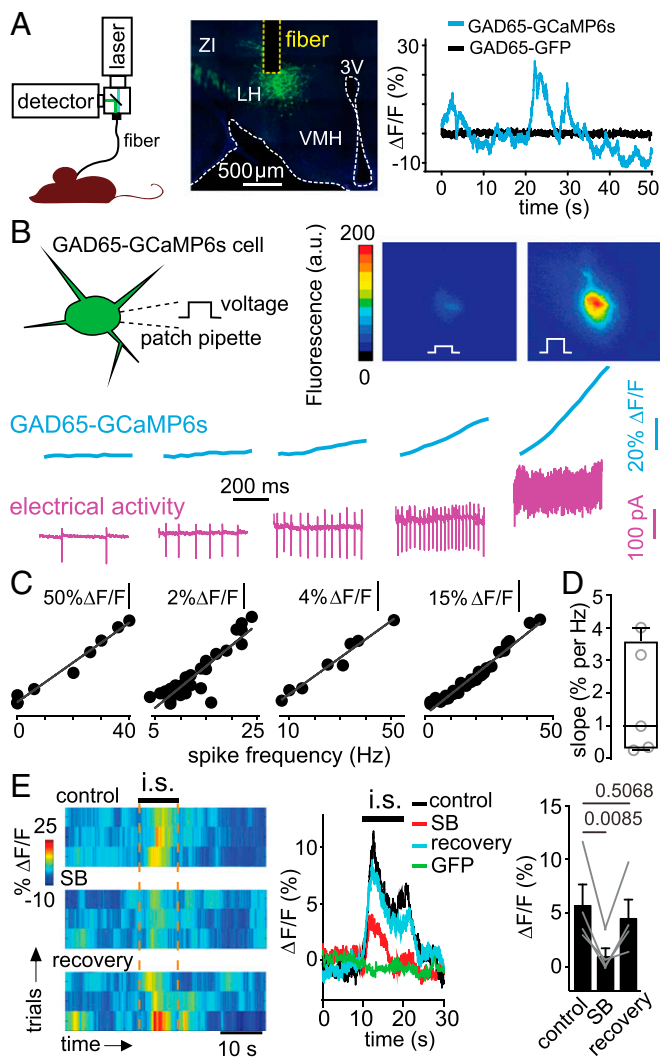 A
laser
detector
fiber
ZI
fiber
LH
3V
VMH
500μm
GAD65-GCaMP6s
GAD65-GFP
ΔF/F (%)
30
-10
0 10 20 30 40 50
time (s)
B
GAD65-GCaMP6s cell
voltage
patch pipette
Fluorescence (a.u.)
200
0
GAD65-GCaMP6s
20% ΔF/F
200 ms
electrical activity
100 pA
C
50%ΔF/F
2%ΔF/F
4%ΔF/F
15%ΔF/F
0 40
5 25
10 50
0 50
spike frequency (Hz)
D
slope (% per Hz)
4
3
2
1
0
E
control
i.s.
% ΔF/F
25
-10
SB
recovery
trials
time
10 s
i.s.
control
SB
recovery
GFP
ΔF/F (%)
10
5
0
0 10 20 30
time (s)
0.5068
0.0085
ΔF/F (%)
15
10
5
0
control
SB
recovery